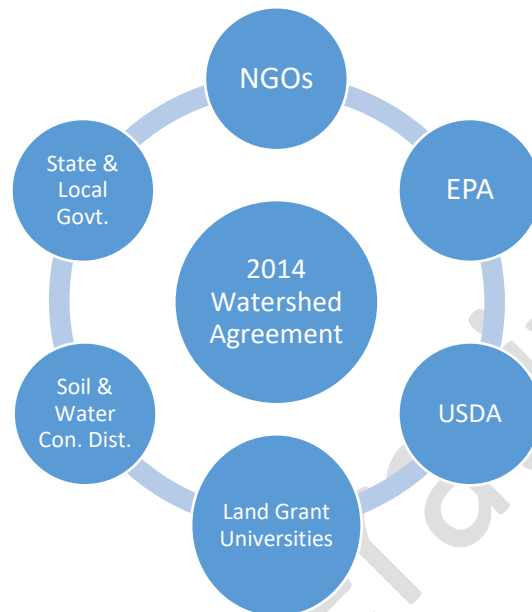 NGOs
EPA
USDA
Land Grant
Universities
Soil &
Water
Con. Dist.
State &
Local
Govt.
2014
Watershed
Agreement